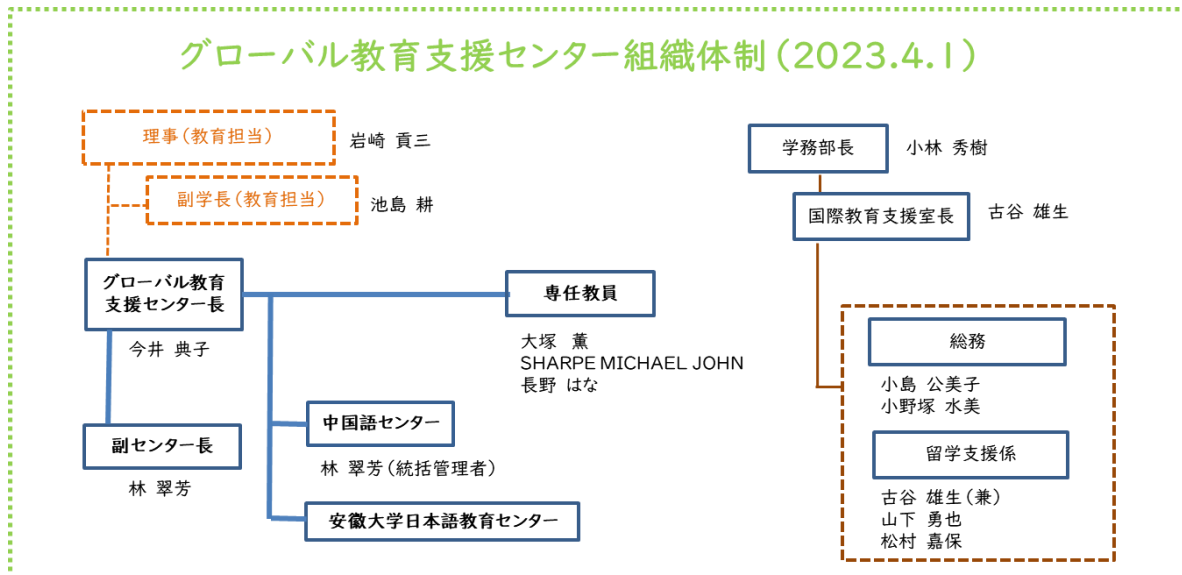 グローバル教育支援センター組織体制(2023.4.1)
理事(教育担当)
岩崎 貢三
副学長(教育担当)
池島 耕
グローバル教育
支援センター長
今井 典子
副センター長
林 翠芳
専任教員
大塚 薫
SHARPE MICHAEL JOHN
長野 はな
中国語センター
林 翠芳(統括管理者)
安徽大学日本語教育センター
学務部長
小林 秀樹
国際教育支援室長
古谷 雄生
総務
小島 公美子
小野塚 水美
留学支援係
古谷 雄生(兼)
山下 勇也
松村 嘉保